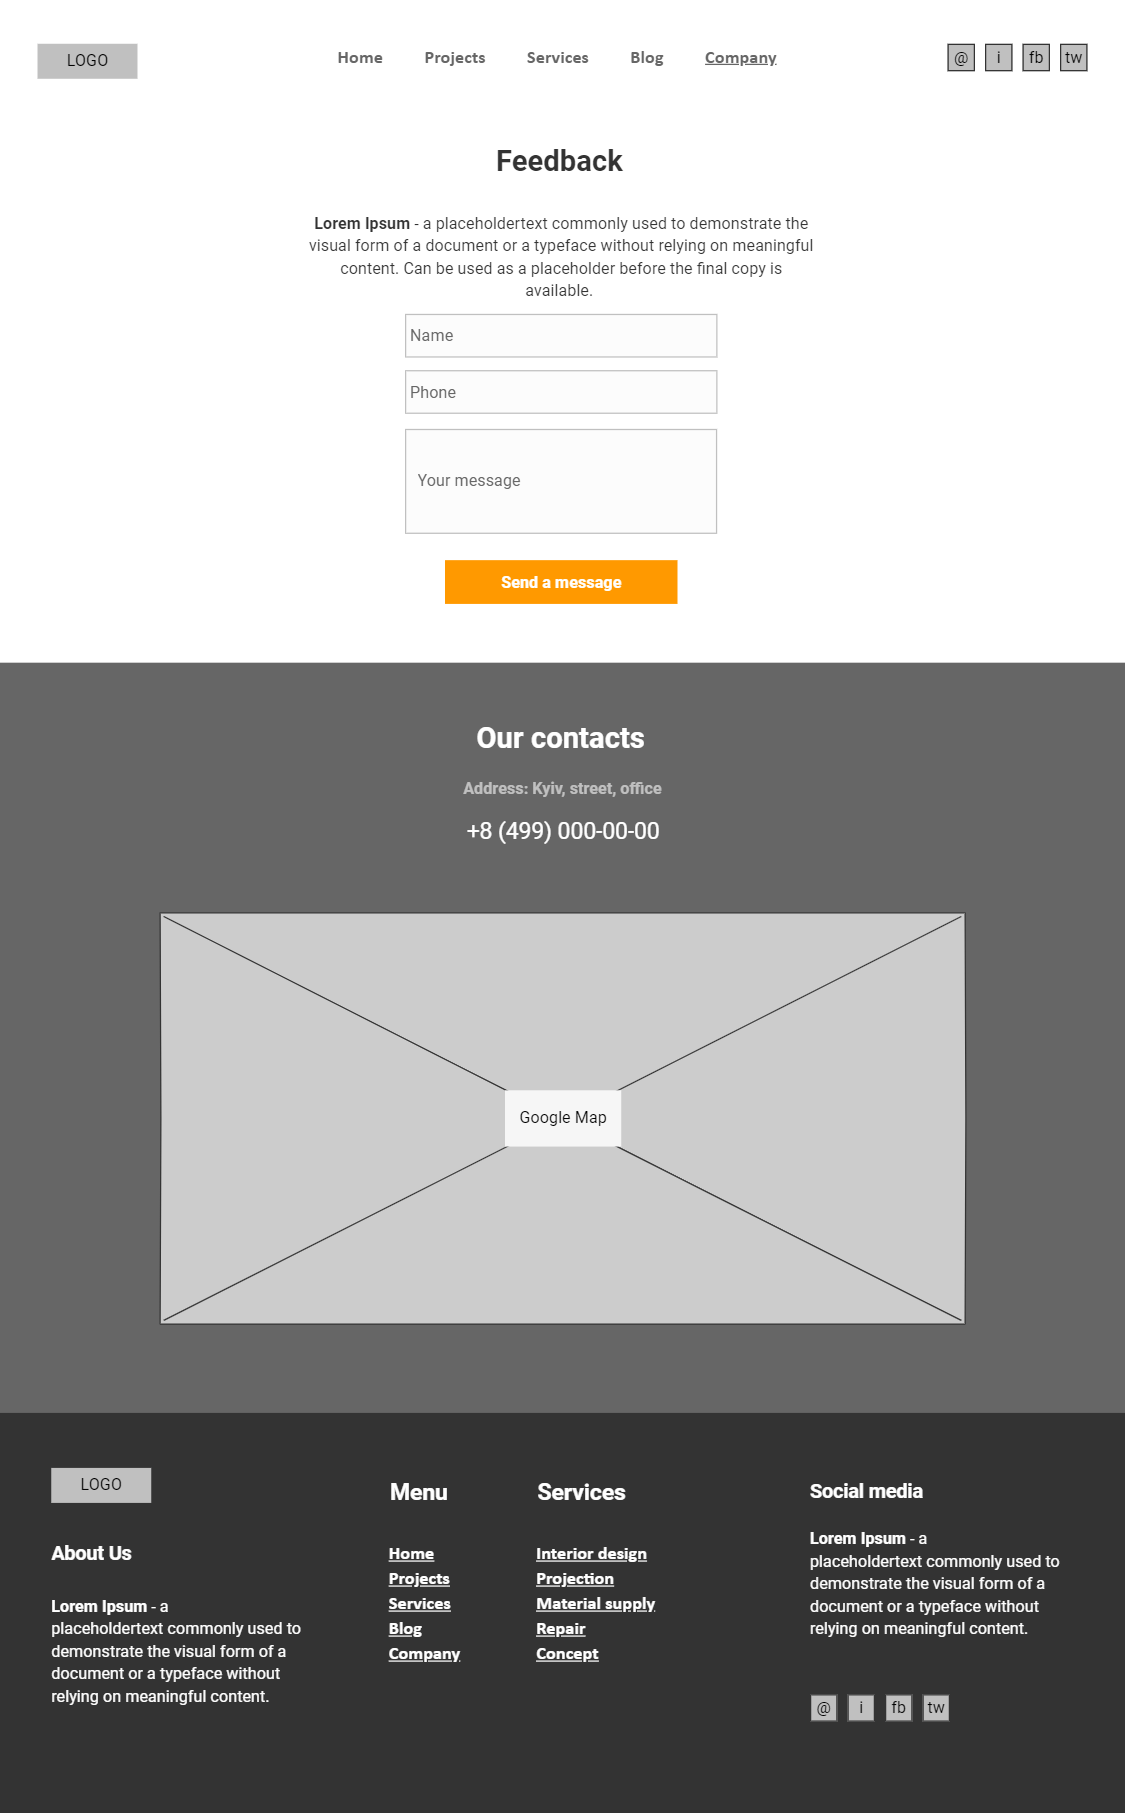 LOGO
Home Projects Services Blog Company
@ i fb tw
Feedback
Lorem Ipsum - a placeholdertext commonly used to demonstrate the
visual form of a document or a typeface without relying on meaningful
content. Can be used as a placeholder before the final copy is
available.
Name
Phone
Your message
Send a message
Our contacts
Address: Kyiv, street, office
+8 (499) 000-00-00
Google Map
LOGO
About Us
Lorem Ipsum - a
placeholdertext commonly used to
demonstrate the visual form of a
document or a typeface without
relying on meaningful content.
Menu
Home
Projects
Services
Blog
Company
Services
Interior design
Projection
Material supply
Repair
Concept
Social media
Lorem Ipsum - a
placeholdertext commonly used to
demonstrate the visual form of a
document or a typeface without
relying on meaningful content.
@ i fb tw